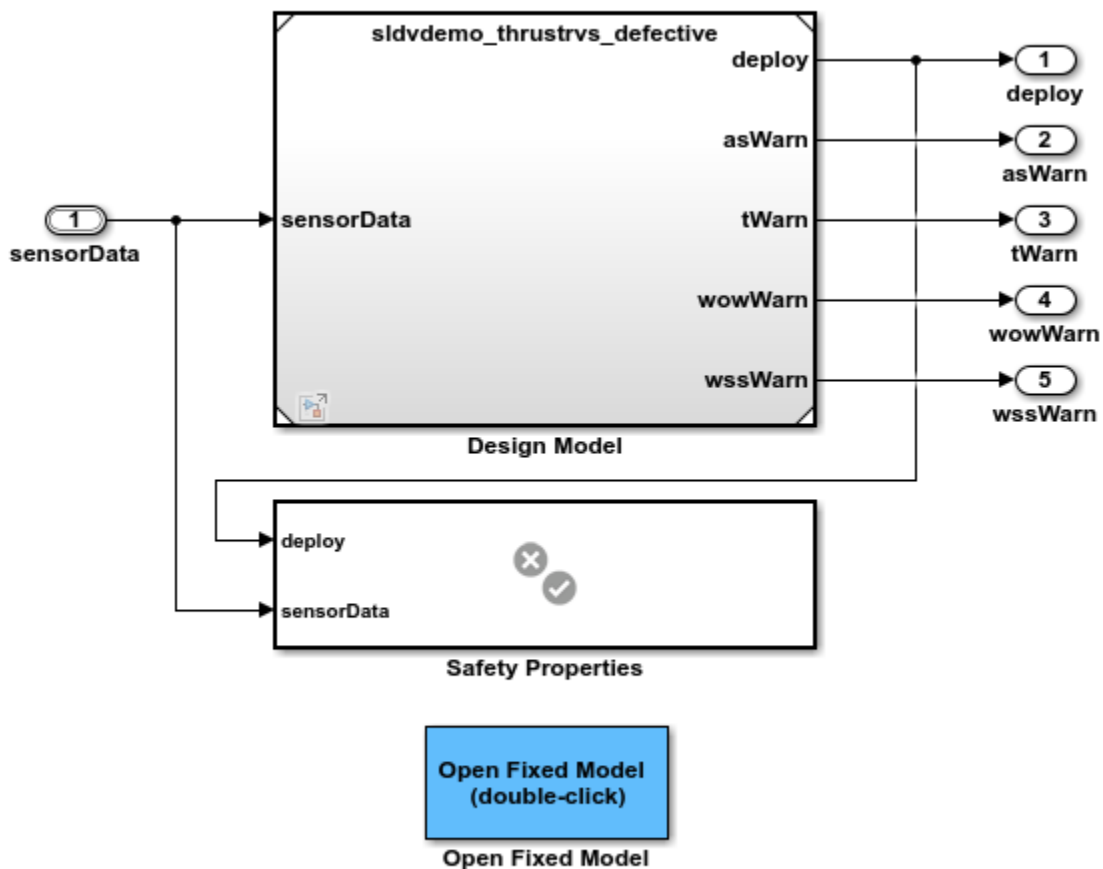 sldvdemo_thrustrvs_defective
deploy
1
deploy
asWarn
2
asWarn
1
sensorData
sensorData
tWarn
3
tWarn
wowWarn
4
wowWarn
wssWarn
5
wssWarn
Design Model
deploy
sensorData
Safety Properties
Open Fixed Model
(double-click)
Open Fixed Model